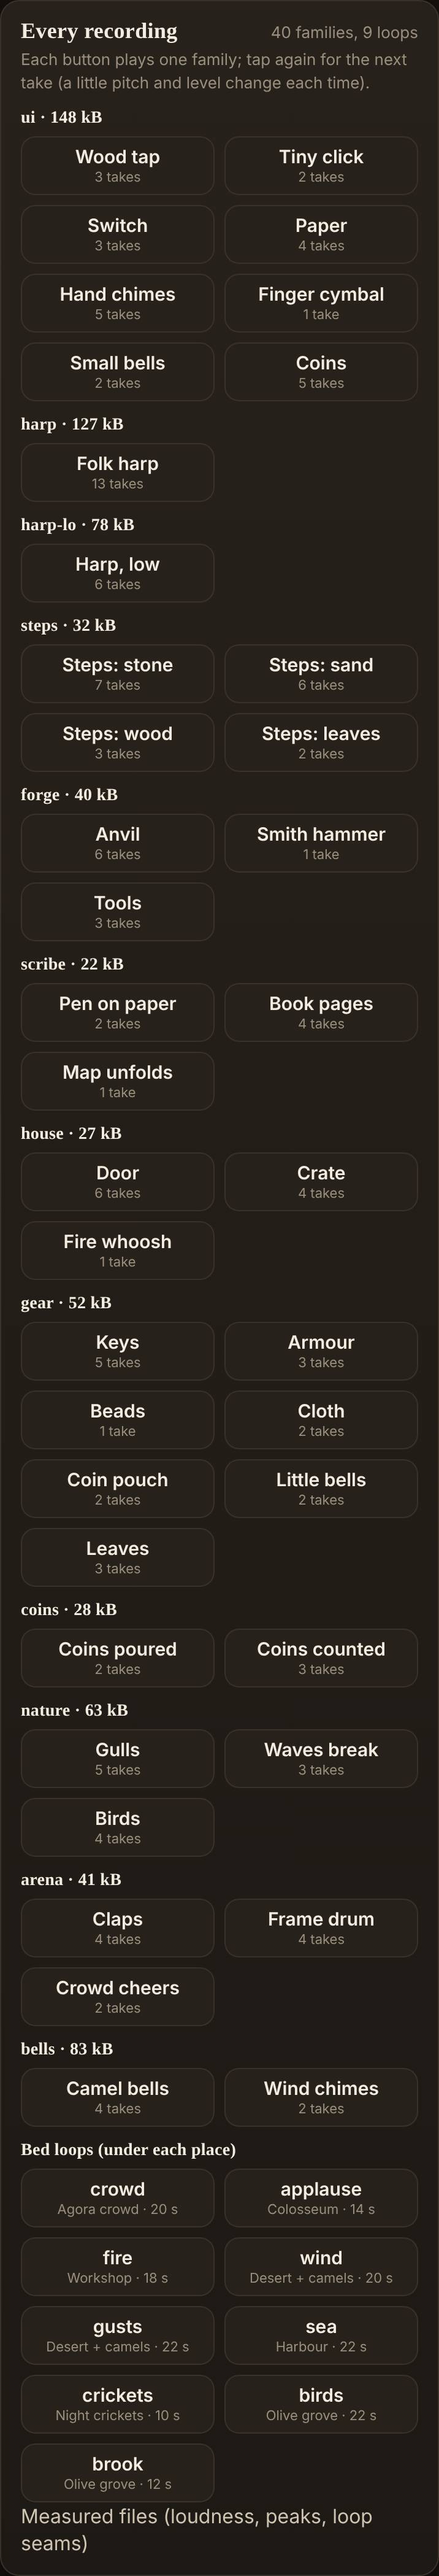 Every recording
40 families, 9 loops
Each button plays one family; tap again for the next
take (a little pitch and level change each time).
ui · 148 kB
Wood tap
3 takes
Tiny click
2 takes
Switch
3 takes
Paper
4 takes
Hand chimes
5 takes
Finger cymbal
1 take
Small bells
2 takes
Coins
5 takes
harp · 127 kB
Folk harp
13 takes
harp-lo · 78 kB
Harp, low
6 takes
steps · 32 kB
Steps: stone
7 takes
Steps: sand
6 takes
Steps: wood
3 takes
Steps: leaves
2 takes
forge · 40 kB
Anvil
6 takes
Smith hammer
1 take
Tools
3 takes
scribe · 22 kB
Pen on paper
2 takes
Book pages
4 takes
Map unfolds
1 take
house · 27 kB
Door
6 takes
Crate
4 takes
Fire whoosh
1 take
gear · 52 kB
Keys
5 takes
Armour
3 takes
Beads
1 take
Cloth
2 takes
Coin pouch
2 takes
Little bells
2 takes
Leaves
3 takes
coins · 28 kB
Coins poured
2 takes
Coins counted
3 takes
nature · 63 kB
Gulls
5 takes
Waves break
3 takes
Birds
4 takes
arena · 41 kB
Claps
4 takes
Frame drum
4 takes
Crowd cheers
2 takes
bells · 83 kB
Camel bells
4 takes
Wind chimes
2 takes
Bed loops (under each place)
crowd
Agora crowd · 20 s
applause
Colosseum · 14 s
fire
Workshop · 18 s
wind
Desert + camels · 20 s
gusts
Desert + camels · 22 s
sea
Harbour · 22 s
crickets
Night crickets · 10 s
birds
Olive grove · 22 s
brook
Olive grove · 12 s
Measured files (loudness, peaks, loop
seams)